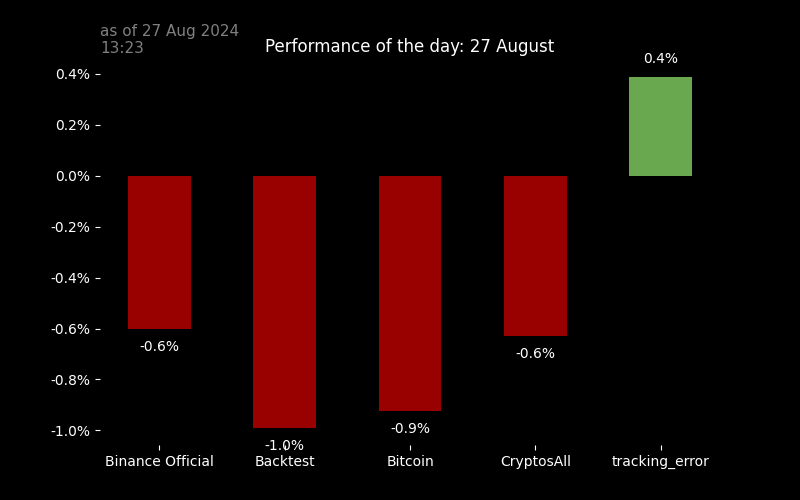 as of 27 Aug 2024
13:23
Performance of the day: 27 August
0.4%
0.4%
0.2%
0.0%
-0.2%
-0.4%
-0.6%
-0.8%
-1.0%
-0.6%
-1.0%
-0.9%
-0.6%
Binance Official
Backtest
Bitcoin
CryptosAll
tracking_error